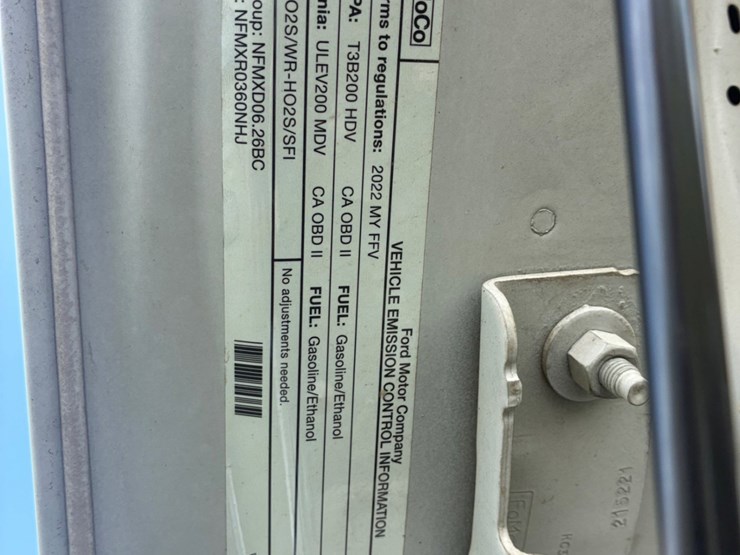 oCo
Ford Motor Company
VEHICLE EMISSION CONTROL INFORMATION
ms to regulations: 2022 MY FFV
PA: T3B200 HDV CA OBD II FUEL: Gasoline/Ethanol
nia: ULEV200 MDV CA OBD II FUEL: Gasoline/Ethanol
O2S/WR-HO2S/SFI No adjustments needed.
oup: NFMXD06.26BC
: NFMXR0360NHJ